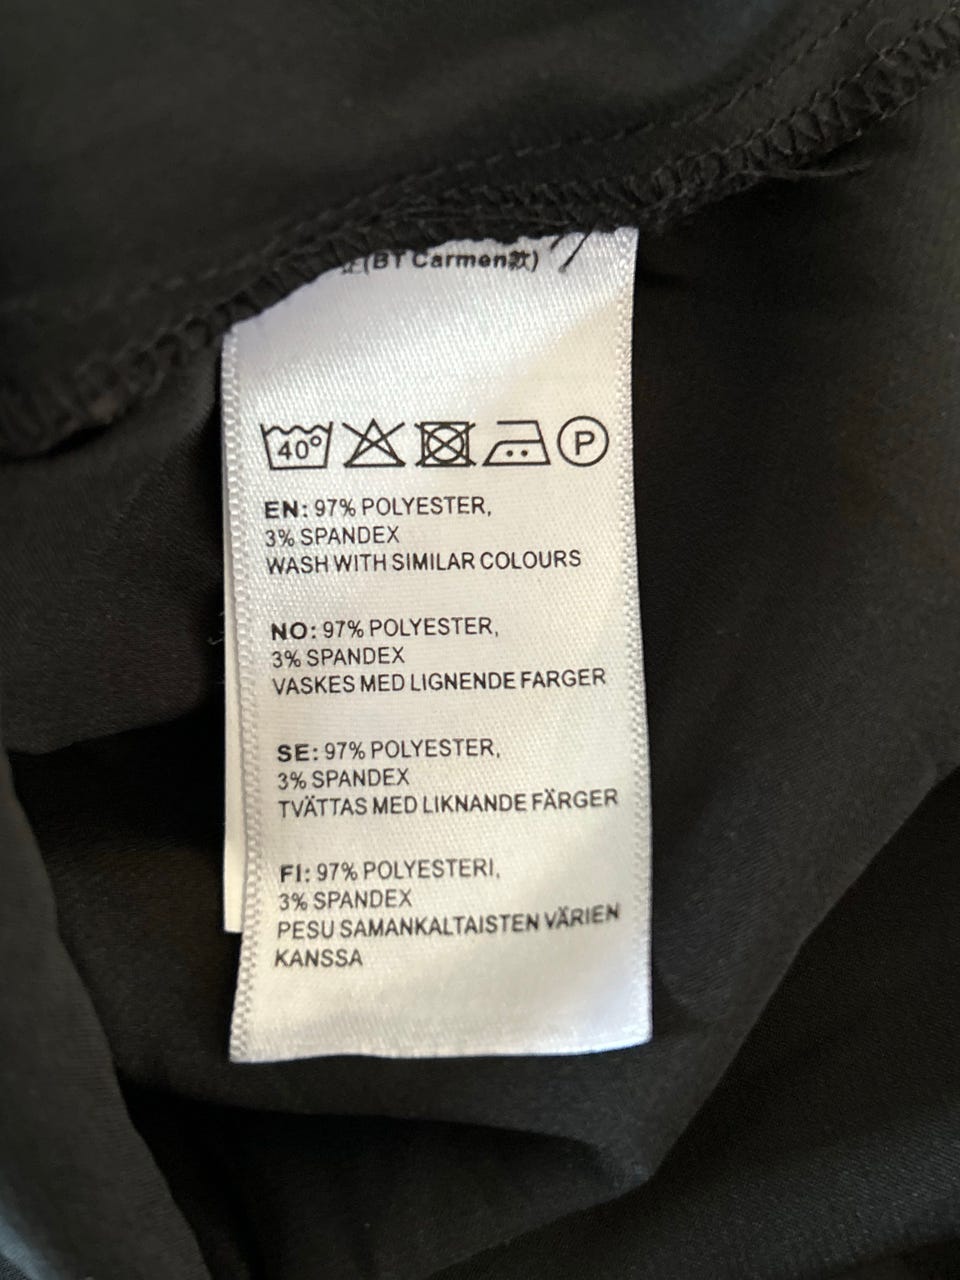 (BT Carmen款)
40°
P
EN: 97% POLYESTER,
3% SPANDEX
WASH WITH SIMILAR COLOURS
NO: 97% POLYESTER,
3% SPANDEX
VASKES MED LIGNENDE FARGER
SE: 97% POLYESTER,
3% SPANDEX
TVÄTTAS MED LIKNANDE FÄRGER
FI: 97% POLYESTERI,
3% SPANDEX
PESU SAMANKALTAISTEN VÄRIEN
KANSSA